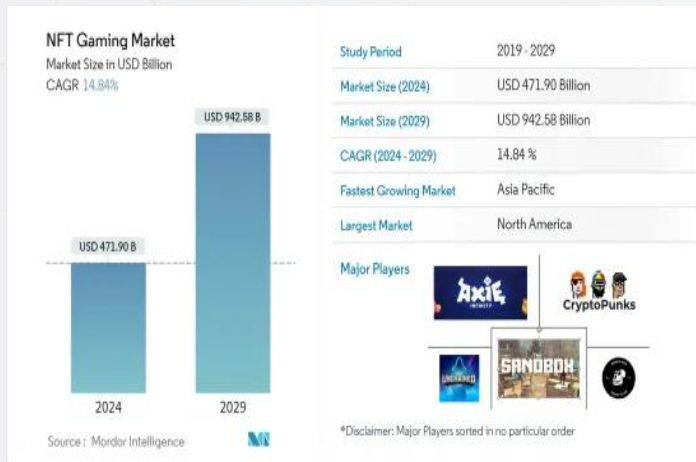 NFT Gaming Market
Market Size in USD Billion
CAGR 14.84%
USD 942.58 B
USD 471.90 B
2024
2029
Source : Mordor Intelligence
Study Period 2019 - 2029
Market Size (2024) USD 471.90 Billion
Market Size (2029) USD 942.58 Billion
CAGR (2024 - 2029) 14.84 %
Fastest Growing Market Asia Pacific
Largest Market North America
Major Players
AXIE
INFINITY
CryptoPunks
UNCHAINED
THE
SANDBOX
*Disclaimer: Major Players sorted in no particular order